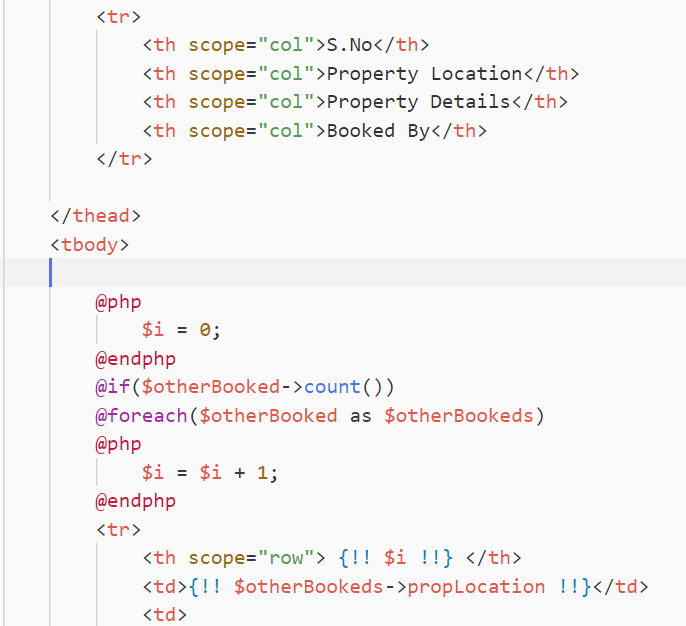 <tr>
<th scope="col">S.No</th>
<th scope="col">Property Location</th>
<th scope="col">Property Details</th>
<th scope="col">Booked By</th>
</tr>
</thead>
<tbody>
@php
$i = 0;
@endphp
@if($otherBooked->count())
@foreach($otherBooked as $otherBookeds)
@php
$i = $i + 1;
@endphp
<tr>
<th scope="row"> {!! $i !!} </th>
<td>{!! $otherBookeds->propLocation !!}</td>
<td>